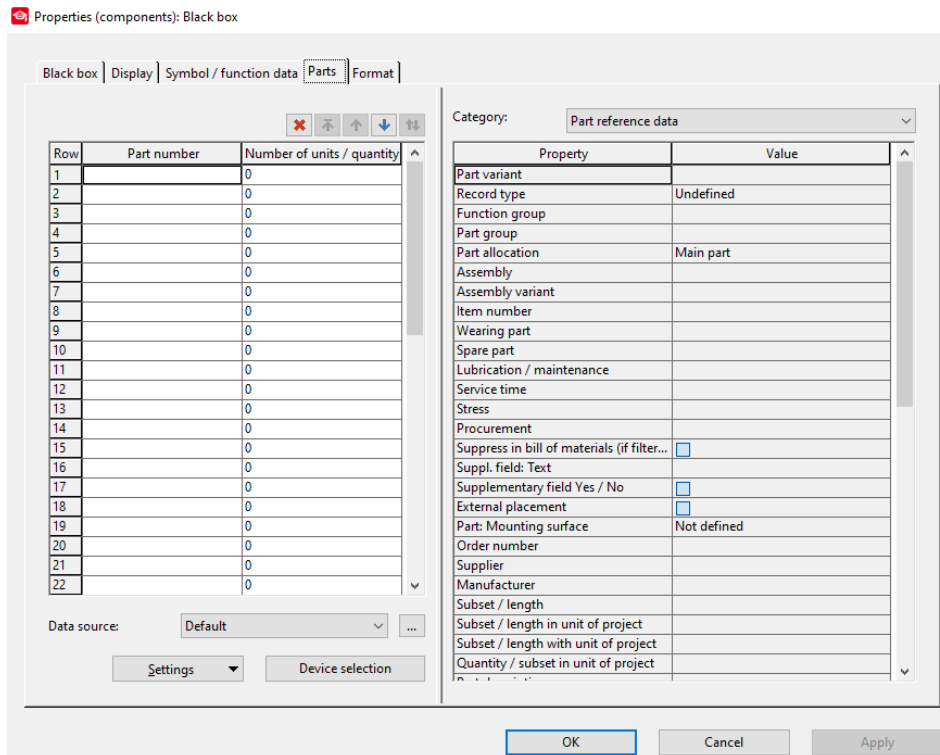 Properties (components): Black box
Black box Display Symbol / function data Parts Format
Row Part number Number of units / quantity
1 0
2 0
3 0
4 0
5 0
6 0
7 0
8 0
9 0
10 0
11 0
12 0
13 0
14 0
15 0
16 0
17 0
18 0
19 0
20 0
21 0
22 0
Data source: Default ...
Settings Device selection
Category: Part reference data
Property Value
Part variant
Record type Undefined
Function group
Part group
Part allocation Main part
Assembly
Assembly variant
Item number
Wearing part
Spare part
Lubrication / maintenance
Service time
Stress
Procurement
Suppress in bill of materials (if filter...
Suppl. field: Text
Supplementary field Yes / No
External placement
Part: Mounting surface Not defined
Order number
Supplier
Manufacturer
Subset / length
Subset / length in unit of project
Subset / length with unit of project
Quantity / subset in unit of project
OK Cancel Apply